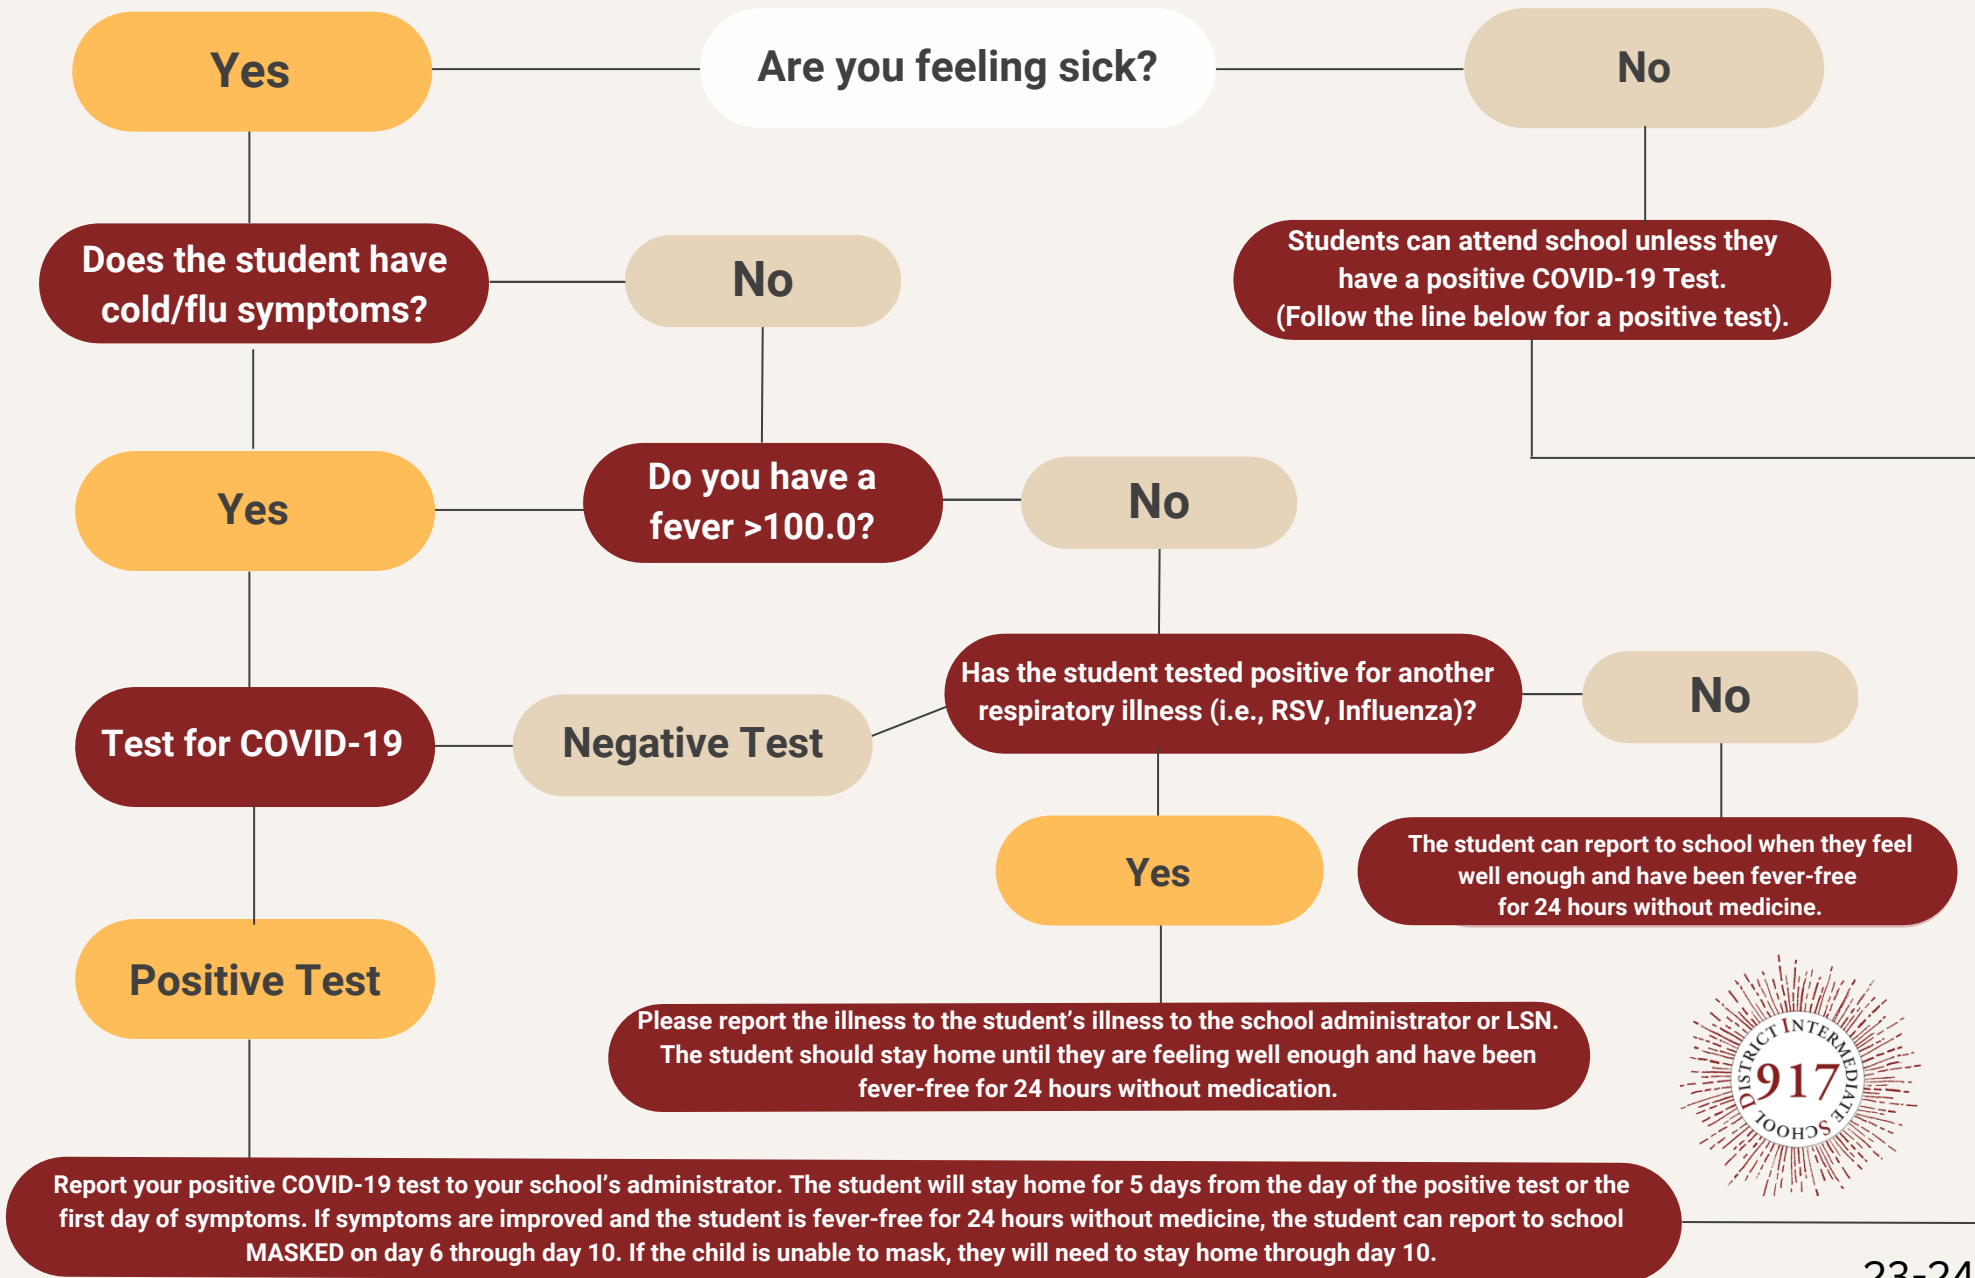 Yes
Are you feeling sick?
No
Does the student have
cold/flu symptoms?
No
Students can attend school unless they
have a positive COVID-19 Test.
(Follow the line below for a positive test).
Yes
Do you have a
fever >100.0?
No
Test for COVID-19
Negative Test
Has the student tested positive for another
respiratory illness (i.e., RSV, Influenza)?
No
Yes
The student can report to school when they feel
well enough and have been fever-free
for 24 hours without medicine.
Positive Test
Please report the illness to the student’s illness to the school administrator or LSN.
The student should stay home until they are feeling well enough and have been
fever-free for 24 hours without medication.
INTERMEDIATE SCHOOL DISTRICT
917
Report your positive COVID-19 test to your school’s administrator. The student will stay home for 5 days from the day of the positive test or the
first day of symptoms. If symptoms are improved and the student is fever-free for 24 hours without medicine, the student can report to school
MASKED on day 6 through day 10. If the child is unable to mask, they will need to stay home through day 10.
23-24